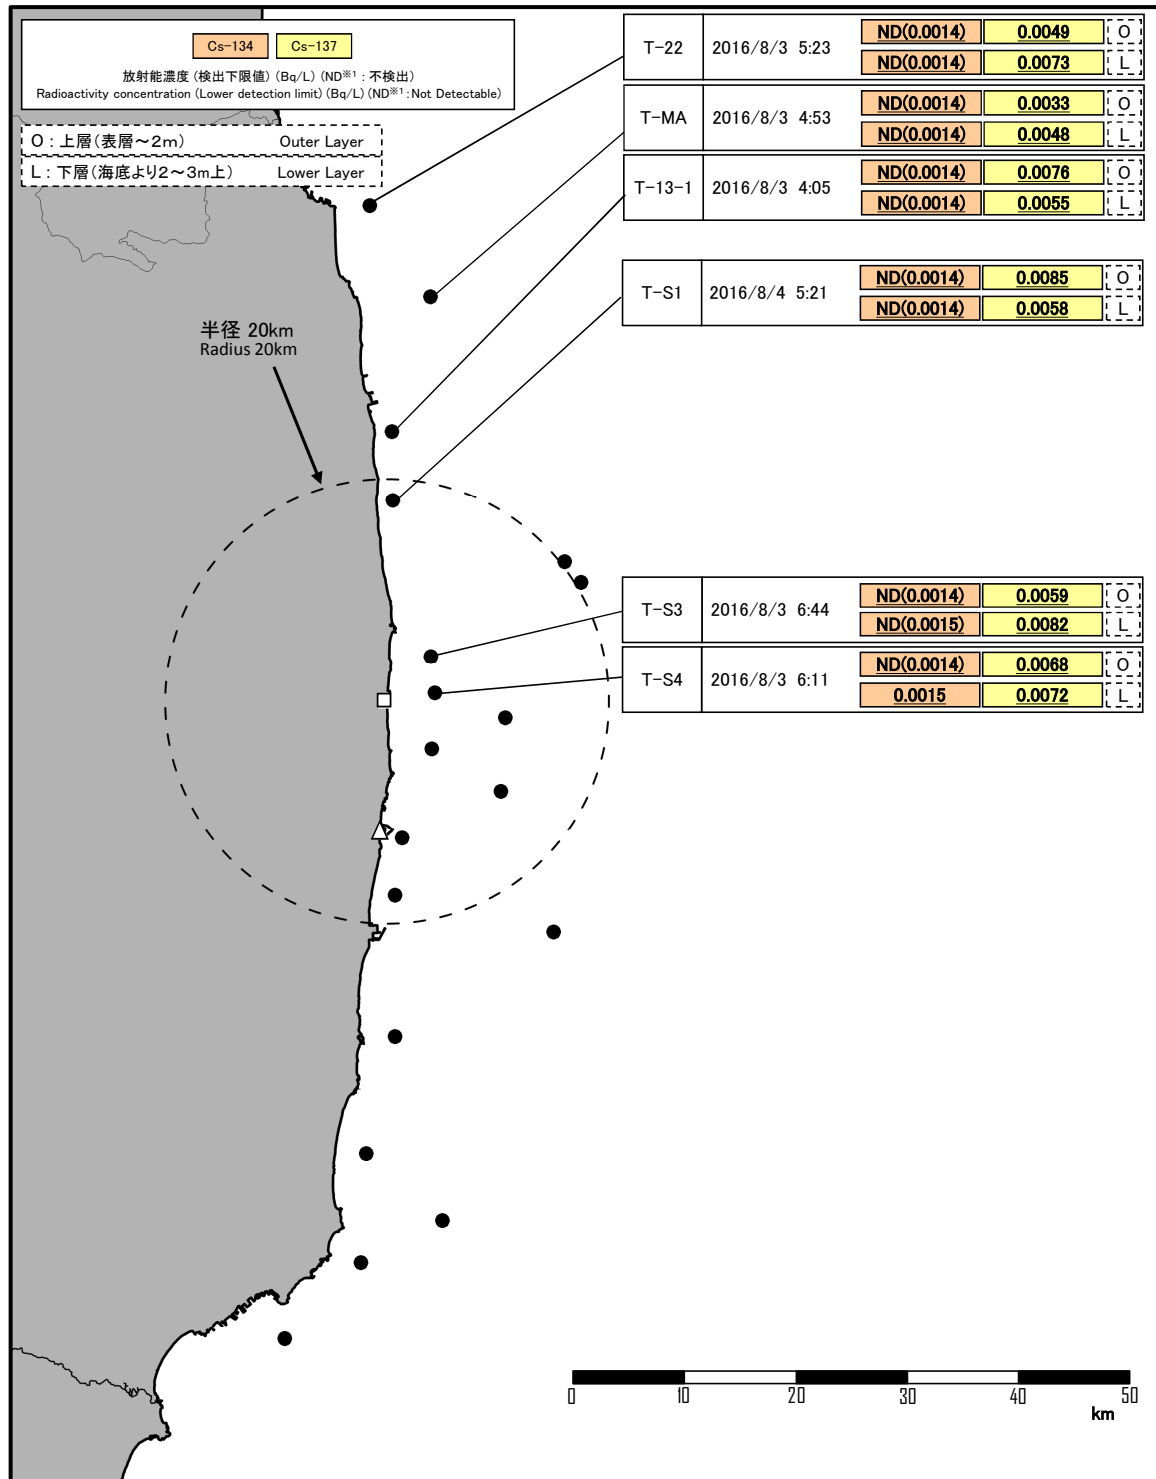 Cs-134 Cs-137
放射能濃度 (検出下限値) (Bq/L) (ND※1 : 不検出)
Radioactivity concentration (Lower detection limit) (Bq/L) (ND※1 : Not Detectable)
O : 上層(表層～2m) Outer Layer
L : 下層(海底より2～3m上) Lower Layer
T-22 2016/8/3 5:23
ND(0.0014) 0.0049 O
ND(0.0014) 0.0073 L
T-MA 2016/8/3 4:53
ND(0.0014) 0.0033 O
ND(0.0014) 0.0048 L
T-13-1 2016/8/3 4:05
ND(0.0014) 0.0076 O
ND(0.0014) 0.0055 L
T-S1 2016/8/4 5:21
ND(0.0014) 0.0085 O
ND(0.0014) 0.0058 L
半径 20km
Radius 20km
T-S3 2016/8/3 6:44
ND(0.0014) 0.0059 O
ND(0.0015) 0.0082 L
T-S4 2016/8/3 6:11
ND(0.0014) 0.0068 O
0.0015 0.0072 L
0 10 20 30 40 50
km